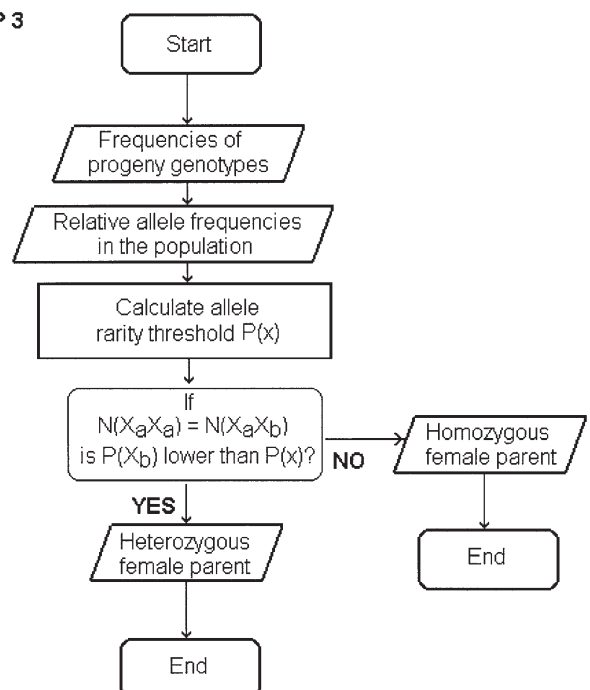 3
Start
Frequencies of
progeny genotypes
Relative allele frequencies
in the population
Calculate allele
rarity threshold P(x)
If
N(XaXa) = N(XaXb)
is P(Xb) lower than P(x)?
NO
Homozygous
female parent
End
YES
Heterozygous
female parent
End